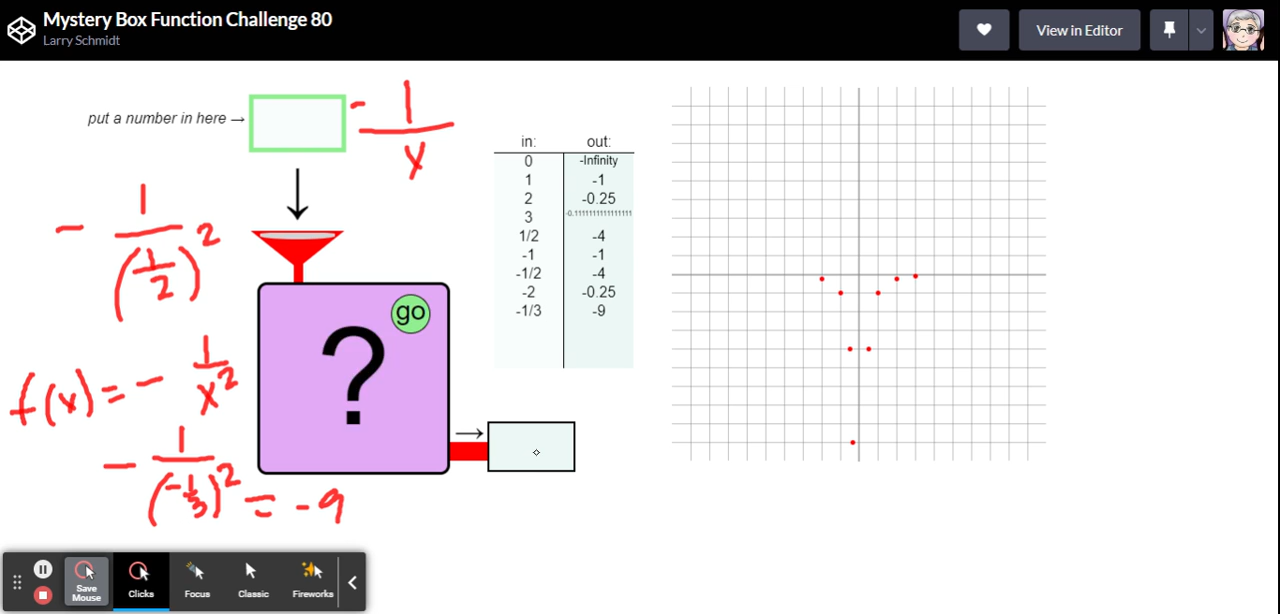 Mystery Box Function Challenge 80
Larry Schmidt
View in Editor
put a number in here →
- 1/x
in: out:
0 -Infinity
1 -1
2 -0.25
3 -0.1111111111111111
1/2 -4
-1 -1
-1/2 -4
-2 -0.25
-1/3 -9
- 1/(1/2)²
go
?
f(x) = - 1/x²
- 1/(-1/3)² = -9
Save Mouse
Clicks
Focus
Classic
Fireworks